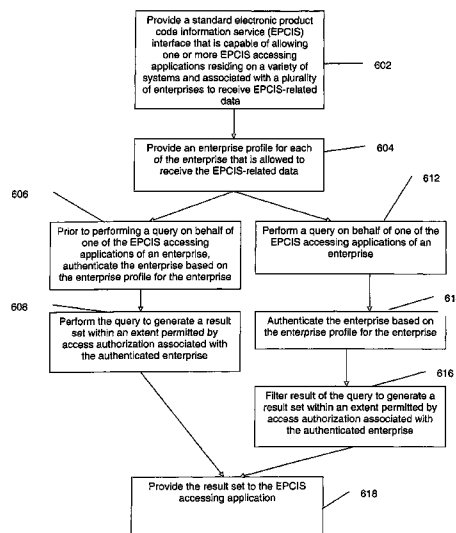 Provide a standard electronic product
code information service (EPCIS)
interface that is capable of allowing
one or more EPCIS accessing
applications residing on a variety of
systems and associated with a plurality
of enterprises to receive EPCIS-related
data
602
Provide an enterprise profile for each
of the enterprise that is allowed to
receive the EPCIS-related data
604
606
612
Prior to performing a query on behalf of
one of the EPCIS accessing
applications of an enterprise,
authenticate the enterprise based on
the enterprise profile for the enterprise
Perform a query on behalf of one of the
EPCIS accessing applications of an
enterprise
608
Perform the query to generate a result
set within an extent permitted by
access authorization associated with
the authenticated enterprise
61
Authenticate the enterprise based on
the enterprise profile for the enterprise
616
Filter result of the query to generate a
result set within an extent permitted by
access authorization associated with
the authenticated enterprise
Provide the result set to the EPCIS
accessing application
618